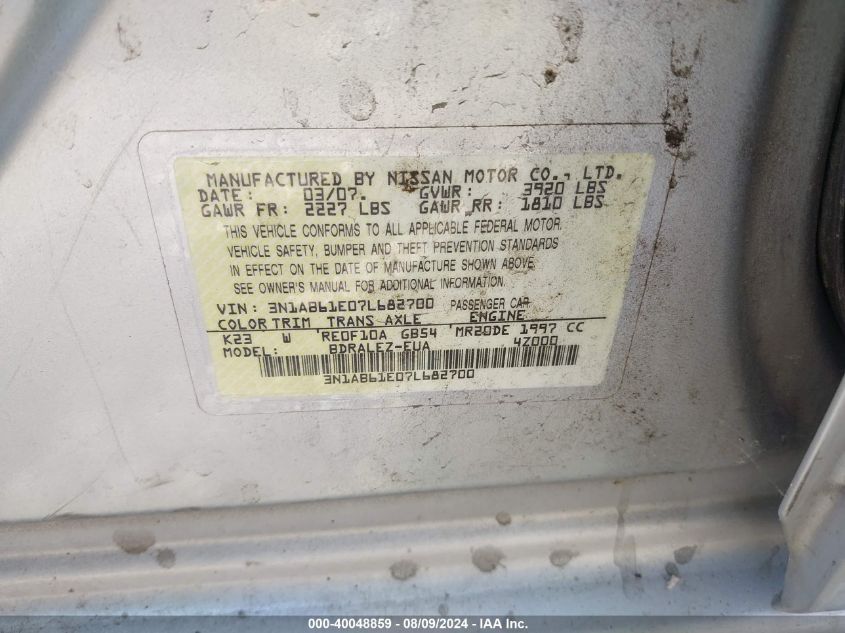 MANUFACTURED BY NISSAN MOTOR CO., LTD.
DATE: 03/07. GVWR: 3920 LBS
GAWR FR: 2227 LBS GAWR RR: 1810 LBS
THIS VEHICLE CONFORMS TO ALL APPLICABLE FEDERAL MOTOR
VEHICLE SAFETY, BUMPER AND THEFT PREVENTION STANDARDS
IN EFFECT ON THE DATE OF MANUFACTURE SHOWN ABOVE.
SEE OWNER'S MANUAL FOR ADDITIONAL INFORMATION.
VIN: 3N1AB61E07L682700 PASSENGER CAR
COLOR TRIM TRANS AXLE ENGINE
K23 W RE0F10A GB54 MR20DE 1997 CC
MODEL: BDRALEZ-EUA 4Z000
3N1AB61E07L682700
000-40048859 - 08/09/2024 - IAA Inc.